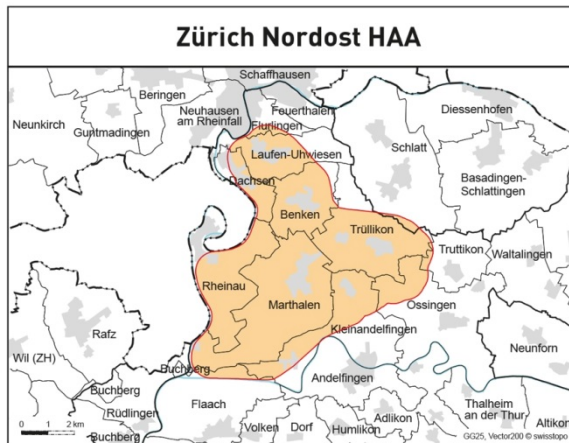 Zürich Nordost HAA
Schaffhausen
Beringen
Neuhausen
am Rheinfall
Feuerthalen
Diessenhofen
Neunkirch
Guntmadingen
Flurlingen
Laufen-Uhwiesen
Schlatt
Dachsen
Basadingen-
Schlattingen
Benken
Trüllikon
Truttikon
Waltalingen
Rheinau
Marthalen
Ossingen
Kleinandelfingen
Rafz
Neunforn
Wil (ZH)
Buchberg
Andelfingen
Buchberg
Flaach
Thalheim
an der Thur
Rüdlingen
Adlikon
Altikon
Volken
Dorf
Humlikon
Buchberg
0 1 2 km
GG25, Vector200 © swisstopo